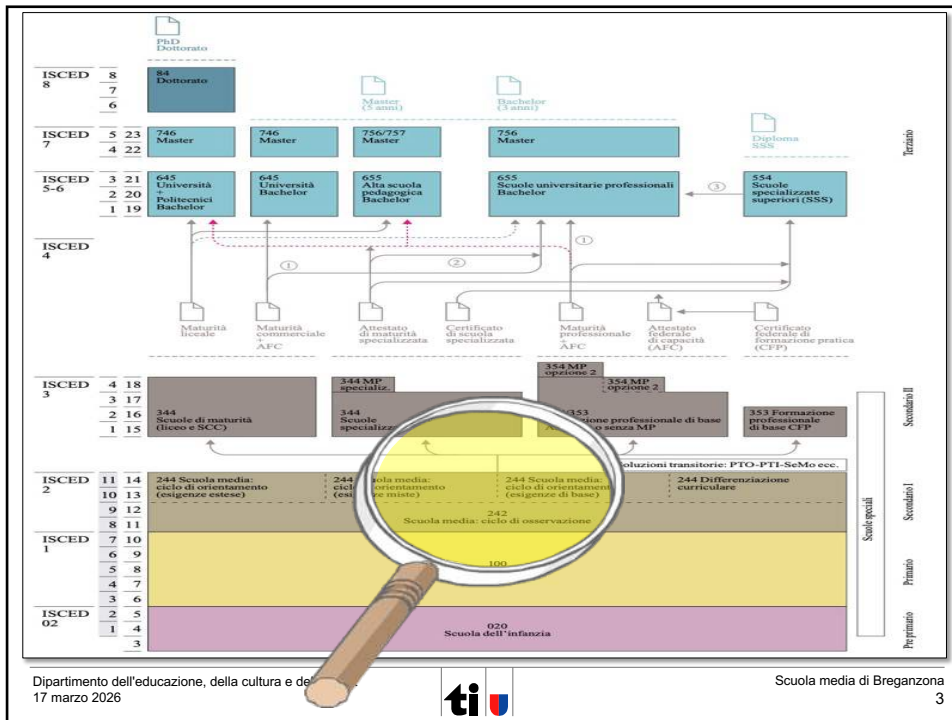 PhD
Dottorato
ISCED
8
8
7
6
84
Dottorato
Master
(5 anni)
Bachelor
(3 anni)
Diploma
SSS
ISCED
7
5 23
4 22
746
Master
746
Master
756/757
Master
756
Master
Terziario
ISCED
5-6
3 21
2 20
1 19
645
Università
+
Politecnici
Bachelor
645
Università
Bachelor
655
Alta scuola
pedagogica
Bachelor
655
Scuole universitarie professionali
Bachelor
3
554
Scuole
specializzate
superiori (SSS)
ISCED
4
1
2
1
Maturità
liceale
Maturità
commerciale
+
AFC
Attestato
di maturità
specializzata
Certificato
di scuola
specializzata
Maturità
professionale
+
AFC
Attestato
federale
di capacità
(AFC)
Certificato
federale di
formazione pratica
(CFP)
ISCED
3
4 18
3 17
2 16
1 15
344
Scuole di maturità
(liceo e SCC)
344 MP
specializ.
344
Scuole
354 MP
opzione 2
354 MP
opzione 2
/353
professionale di base
o senza MP
353 Formazione
professionale
di base CFP
Secondario II
transitorie: PTO-PTI-SeMo ecc.
ISCED
2
11 14
10 13
9 12
8 11
244 Scuola media:
ciclo di orientamento
(esigenze estese)
244
miste)
244 Scuola media:
ciclo di orientamento
(esigenze di base)
244 Differenziazione
curriculare
242
Scuola media: ciclo di osservazione
Secondario I
Scuole speciali
ISCED
1
7 10
6 9
5 8
4 7
3 6
100
Primario
ISCED
02
2 5
1 4
3
020
Scuola dell'infanzia
Pre primario
Dipartimento dell'educazione, della cultura e
17 marzo 2026
ti
Scuola media di Breganzona
3